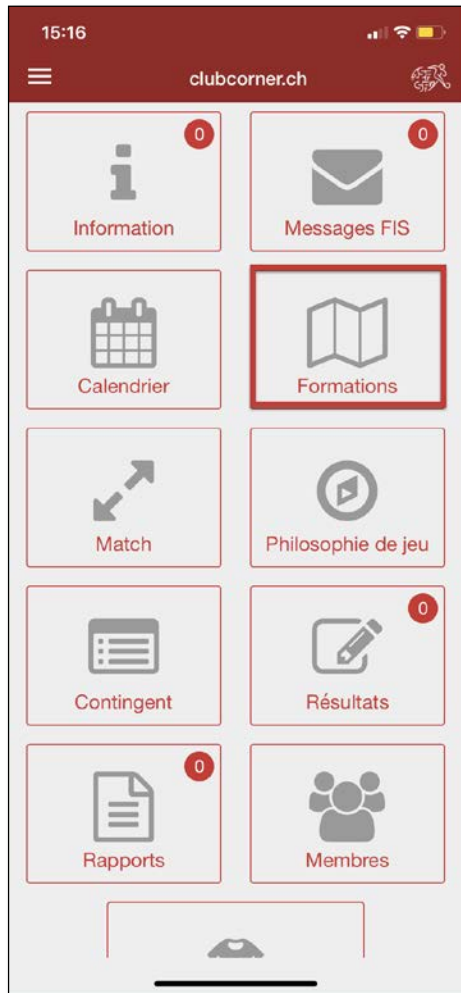 15:16
clubcorner.ch
0
0
Information
Messages FIS
Calendrier
Formations
Match
Philosophie de jeu
0
Contingent
Résultats
0
Rapports
Membres